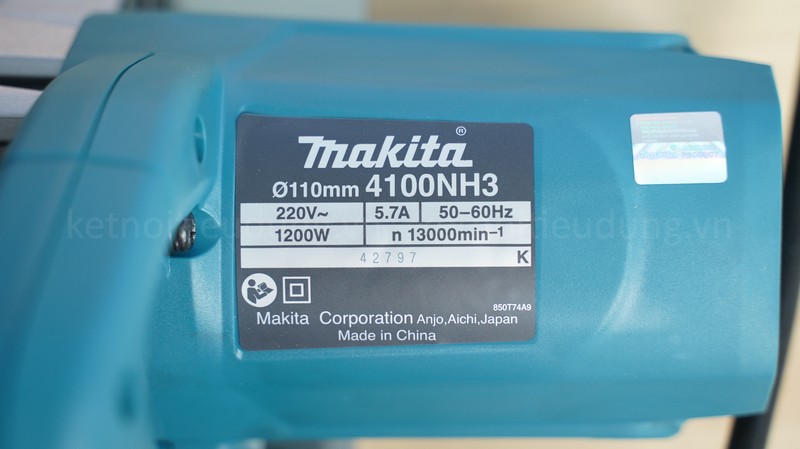 Makita®
Ø110mm 4100NH3
220V~ 5.7A 50–60Hz
1200W n 13000min⁻¹
42797 K
850T74A9
Makita Corporation Anjo,Aichi,Japan
Made in China